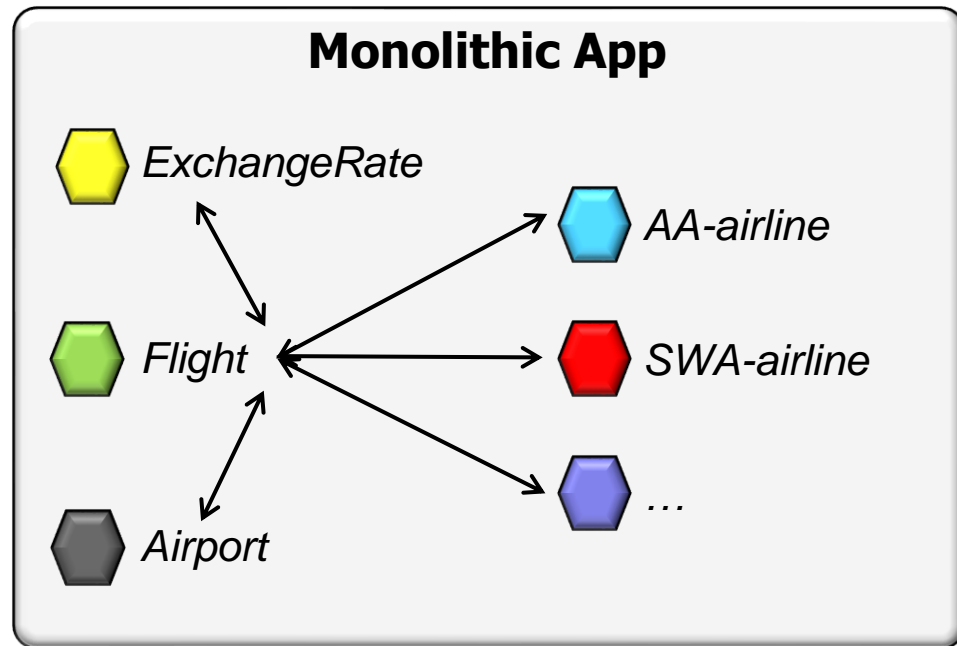 Monolithic App
ExchangeRate
Flight
Airport
AA-airline
SWA-airline
…